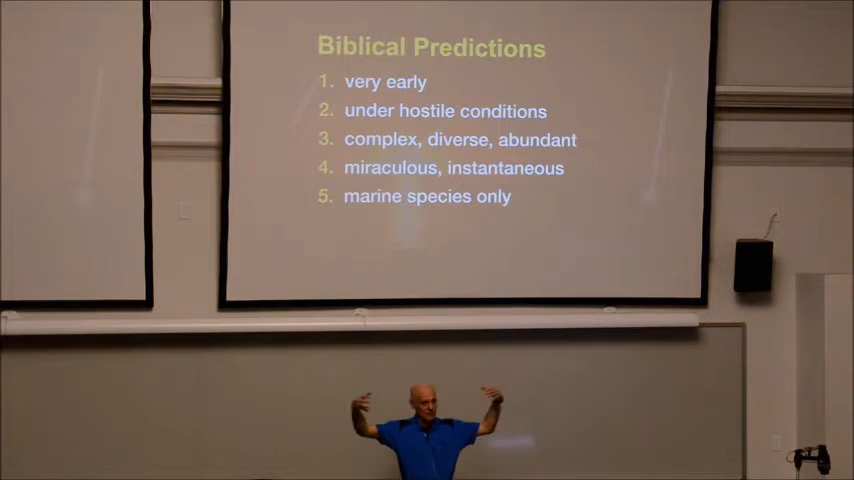 Biblical Predictions
1. very early
2. under hostile conditions
3. complex, diverse, abundant
4. miraculous, instantaneous
5. marine species only